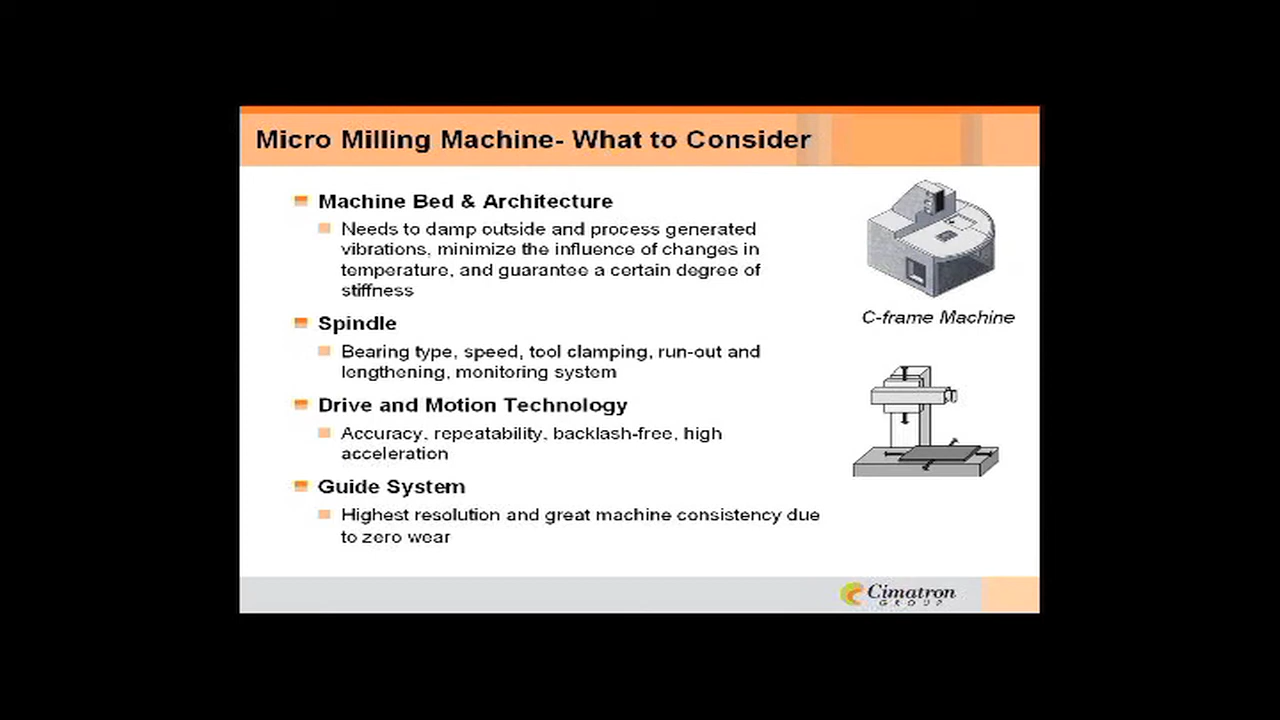 Micro Milling Machine- What to Consider
Machine Bed & Architecture
Needs to damp outside and process generated
vibrations, minimize the influence of changes in
temperature, and guarantee a certain degree of
stiffness
Spindle
Bearing type, speed, tool clamping, run-out and
lengthening, monitoring system
Drive and Motion Technology
Accuracy, repeatability, backlash-free, high
acceleration
Guide System
Highest resolution and great machine consistency due
to zero wear
C-frame Machine
Cimatron
GROUP